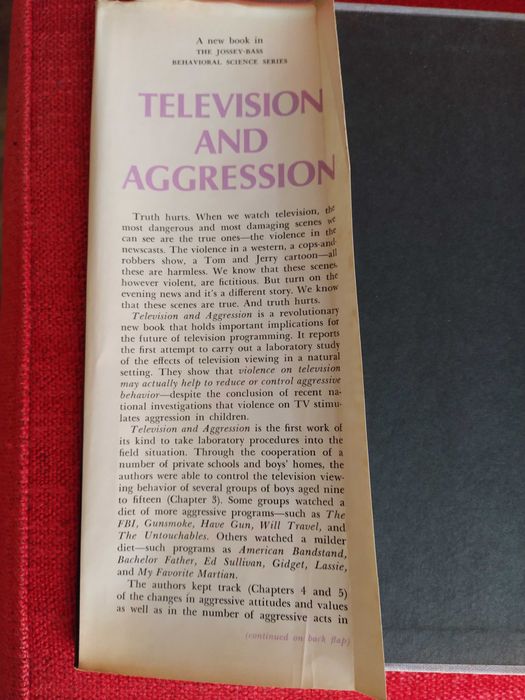 A new book in
THE JOSSEY-BASS
BEHAVIORAL SCIENCE SERIES
TELEVISION
AND
AGGRESSION
Truth hurts. When we watch television, the
most dangerous and most damaging scenes we
can see are the true ones—the violence in the
newscasts. The violence in a western, a cops-and-
robbers show, a Tom and Jerry cartoon—all
these are harmless. We know that these scenes,
however violent, are fictitious. But turn on the
evening news and it's a different story. We know
that these scenes are true. And truth hurts.
Television and Aggression is a revolutionary
new book that holds important implications for
the future of television programming. It reports
the first attempt to carry out a laboratory study
of the effects of television viewing in a natural
setting. They show that violence on television
may actually help to reduce or control aggressive
behavior—despite the conclusion of recent na-
tional investigations that violence on TV stimu-
lates aggression in children.
Television and Aggression is the first work of
its kind to take laboratory procedures into the
field situation. Through the cooperation of a
number of private schools and boys' homes, the
authors were able to control the television view-
ing behavior of several groups of boys aged nine
to fifteen (Chapter 3). Some groups watched a
diet of more aggressive programs—such as The
FBI, Gunsmoke, Have Gun, Will Travel, and
The Untouchables. Others watched a milder
diet—such programs as American Bandstand,
Bachelor Father, Ed Sullivan, Gidget, Lassie,
and My Favorite Martian.
The authors kept track (Chapters 4 and 5)
of the changes in aggressive attitudes and values
as well as in the number of aggressive acts in
(continued on back flap)